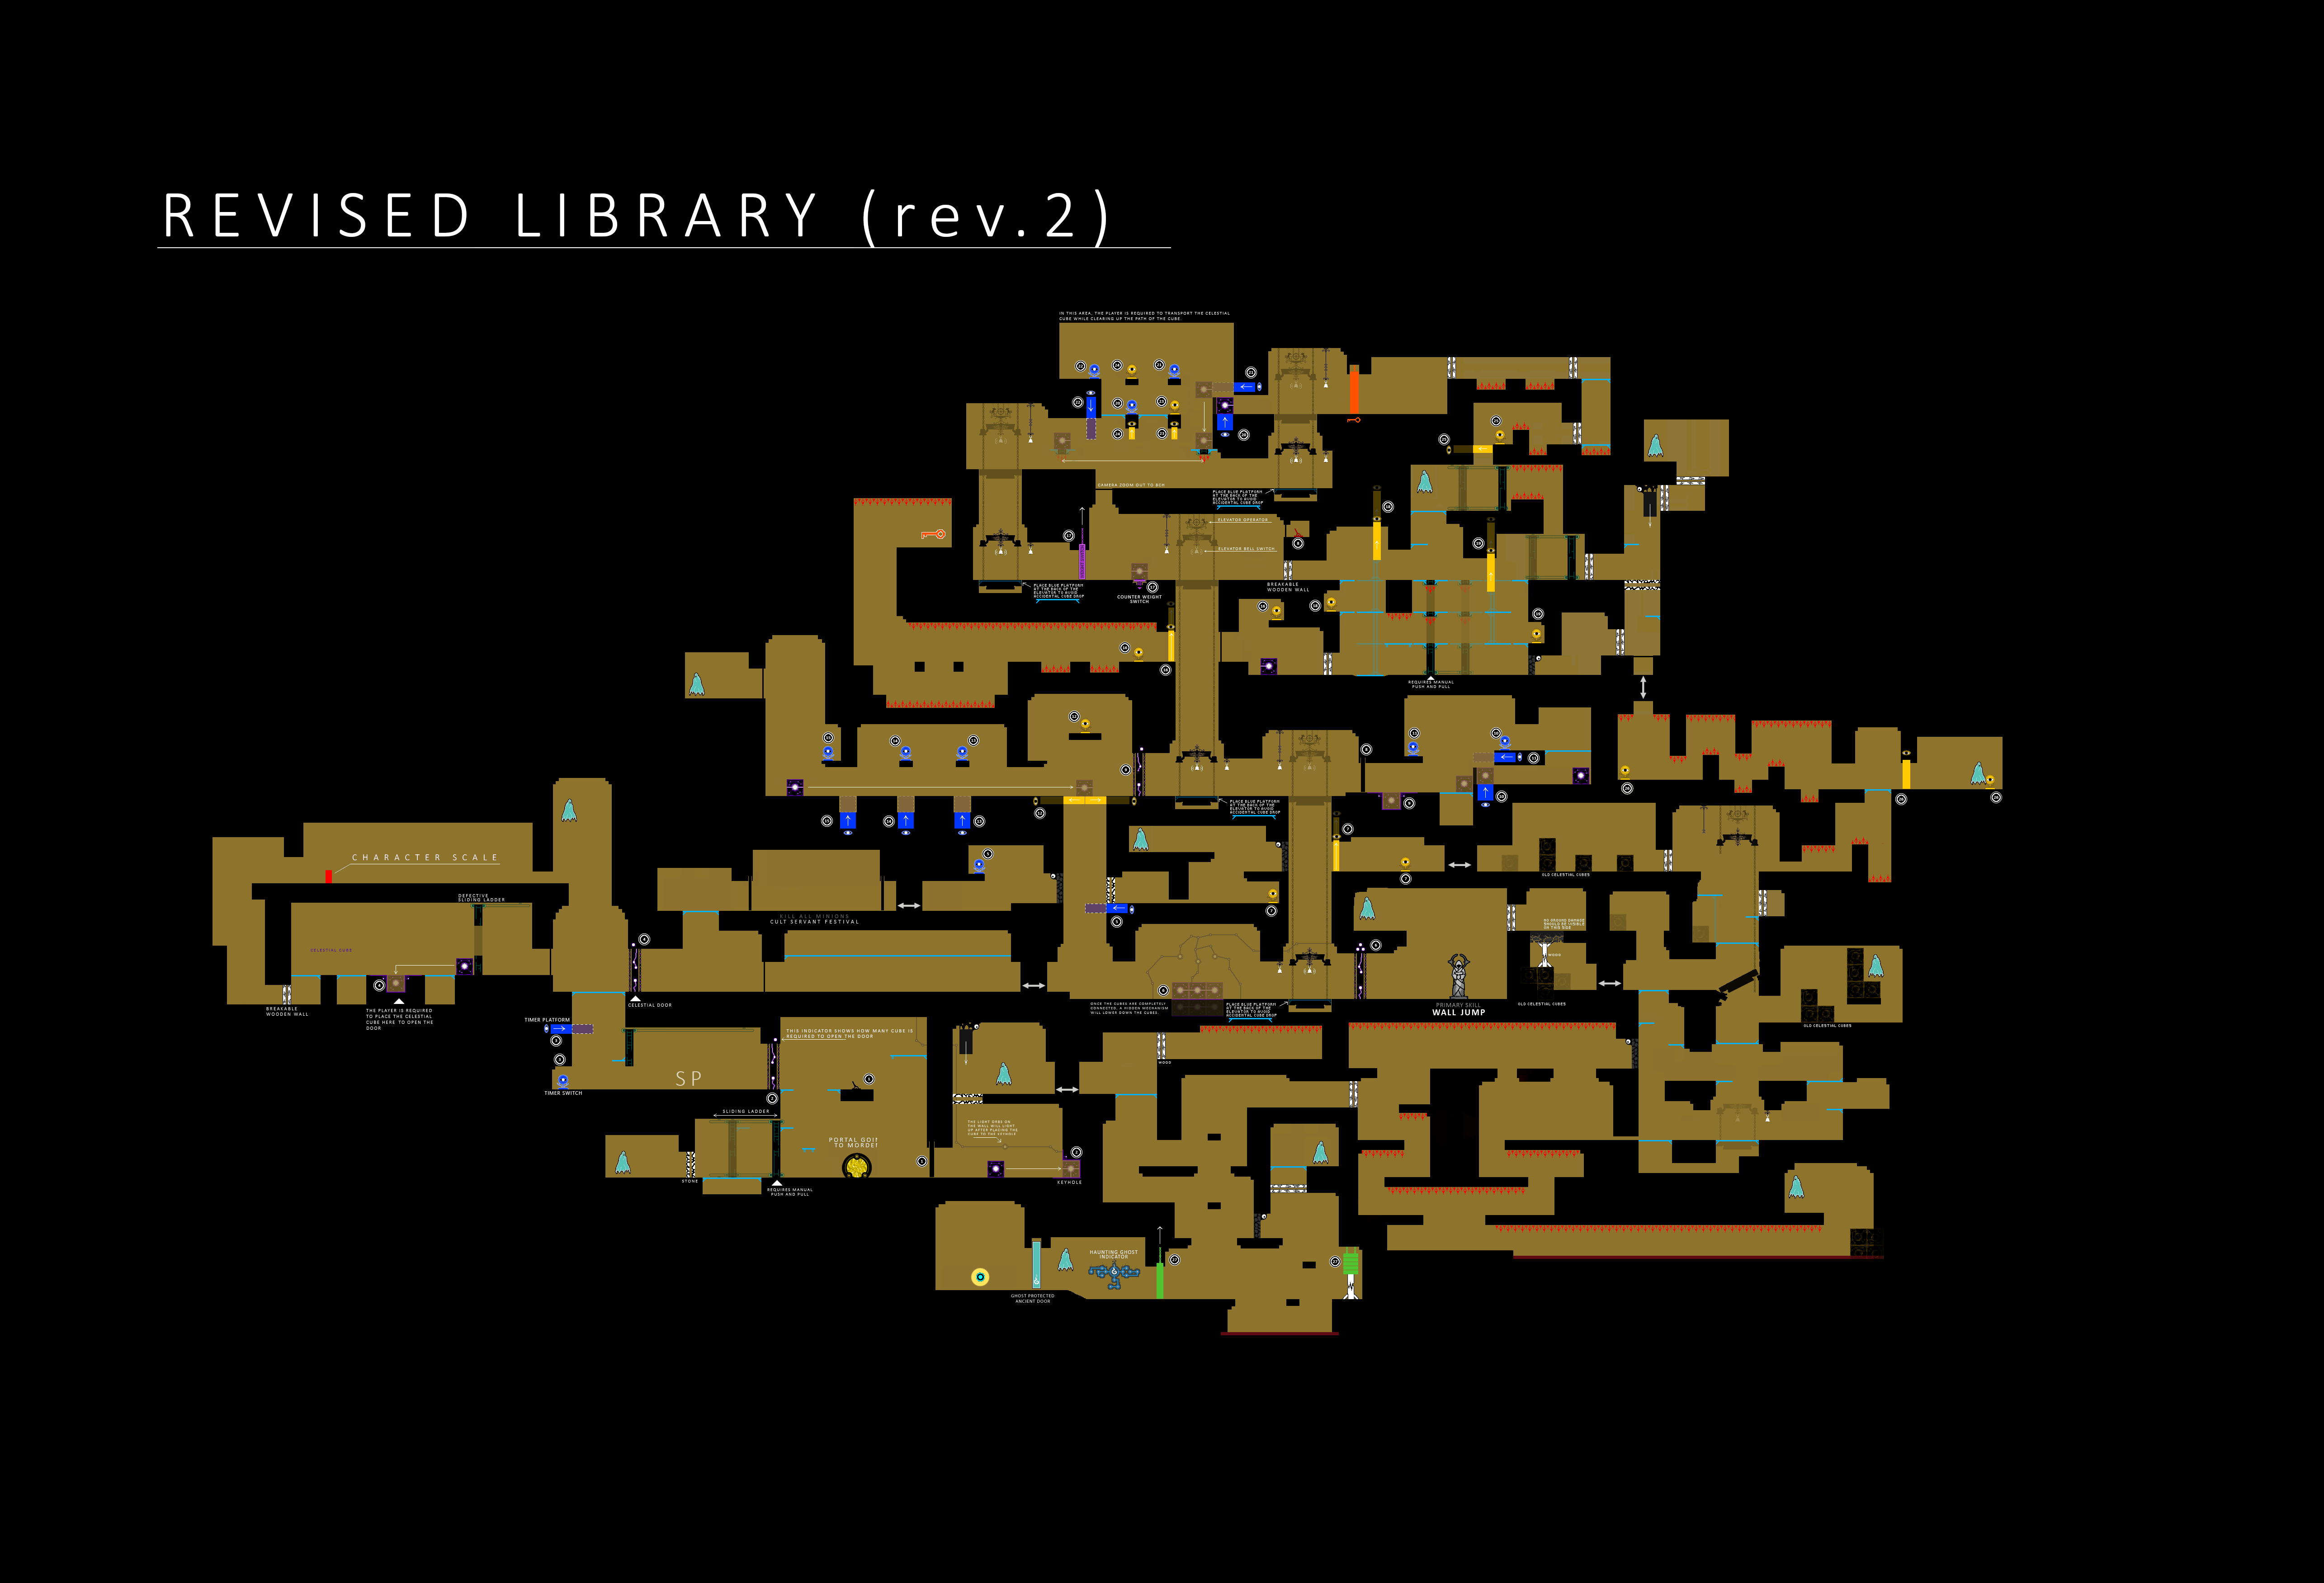 REVISED LIBRARY (rev.2)
IN THIS AREA, THE PLAYER IS REQUIRED TO TRANSPORT THE CELESTIAL
CUBE WHILE CLEARING UP THE PATH OF THE CUBE.
CAMERA ZOOM OUT TO BOH
PLACE BLUE PLATFORM
AT THE BACK OF THE
ELEVATOR TO AVOID
ACCIDENTAL CUBE DROP
ELEVATOR OPERATOR
ELEVATOR BELL SWITCH
PLACE BLUE PLATFORM
AT THE BACK OF THE
ELEVATOR TO AVOID
ACCIDENTAL CUBE DROP
COUNTER WEIGHT
SWITCH
BREAKABLE
WOODEN WALL
REQUIRES MANUAL
PUSH AND PULL
PLACE BLUE PLATFORM
AT THE BACK OF THE
ELEVATOR TO AVOID
ACCIDENTAL CUBE DROP
CHARACTER SCALE
OLD CELESTIAL CUBES
DEFECTIVE
SLIDING LADDER
KILL ALL MINIONS
CULT SERVANT FESTIVAL
NO GROUND DAMAGE
SHOULD BE VISIBLE
ON THIS SIDE
CELESTIAL CUBE
WOOD
BREAKABLE
WOODEN WALL
THE PLAYER IS REQUIRED
TO PLACE THE CELESTIAL
CUBE HERE TO OPEN THE
DOOR
CELESTIAL DOOR
ONCE THE CUBES ARE COMPLETELY
CONNECTED, A HIDDEN MECHANISM
WILL LOWER DOWN THE CUBES.
PLACE BLUE PLATFORM
AT THE BACK OF THE
ELEVATOR TO AVOID
ACCIDENTAL CUBE DROP
PRIMARY SKILL
WALL JUMP
OLD CELESTIAL CUBES
OLD CELESTIAL CUBES
TIMER PLATFORM
THIS INDICATOR SHOWS HOW MANY CUBE IS
REQUIRED TO OPEN THE DOOR
WOOD
SP
TIMER SWITCH
SLIDING LADDER
THE LIGHT ORBS ON
THE WALL WILL LIGHT
UP AFTER PLACING THE
CUBE TO THE KEYHOLE
PORTAL GOI
TO MORDE
STONE
REQUIRES MANUAL
PUSH AND PULL
KEYHOLE
HAUNTING GHOST
INDICATOR
GHOST PROTECTED
ANCIENT DOOR